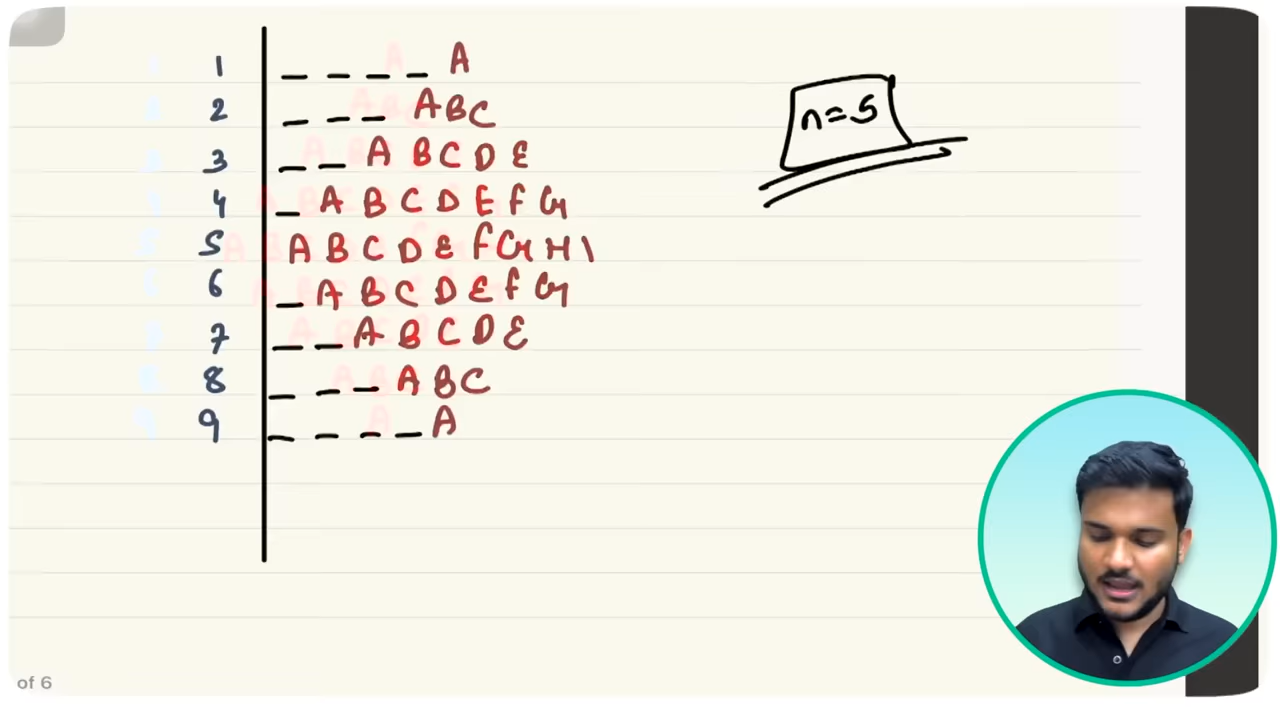 1 _ _ _ _ A
2 _ _ _ A B C
3 _ _ A B C D E
4 _ A B C D E F G
5 A B C D E F G H I
6 _ A B C D E F G
7 _ _ A B C D E
8 _ _ _ A B C
9 _ _ _ _ A
n=5
of 6